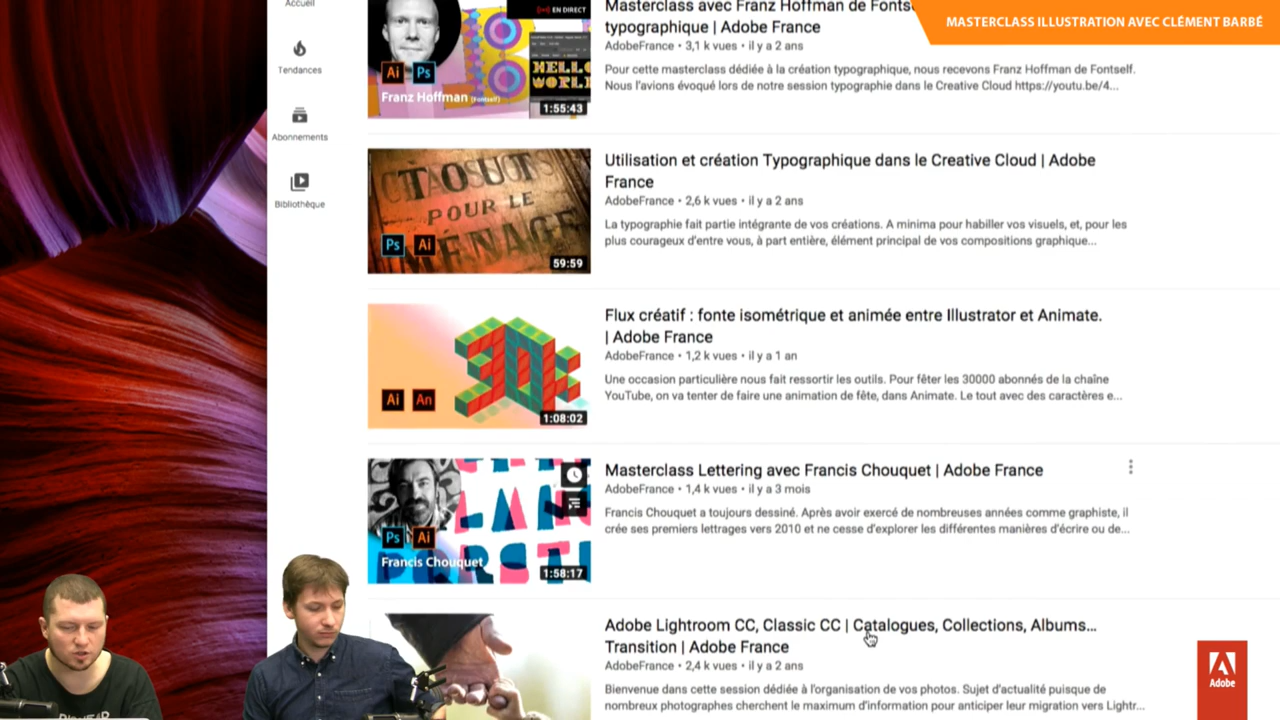 Accueil
MASTERCLASS ILLUSTRATION AVEC CLÉMENT BARBÉ
EN DIRECT
Ai Ps
HELLO
WORL
Franz Hoffman (Fontself)
1:55:43
Masterclass avec Franz Hoffman de Fonts
typographique | Adobe France
AdobeFrance • 3,1 k vues • il y a 2 ans
Pour cette masterclass dédiée à la création typographique, nous recevons Franz Hoffman de Fontself.
Nous l'avions évoqué lors de notre session typographie dans le Creative Cloud https://youtu.be/4...
Tendances
Abonnements
Bibliothèque
POUR LE
MÉNAGE
Ps Ai
59:59
Utilisation et création Typographique dans le Creative Cloud | Adobe
France
AdobeFrance • 2,6 k vues • il y a 2 ans
La typographie fait partie intégrante de vos créations. A minima pour habiller vos visuels, et, pour les
plus courageux d'entre vous, à part entière, élément principal de vos compositions graphique...
30K
Ai An
1:08:02
Flux créatif : fonte isométrique et animée entre Illustrator et Animate.
| Adobe France
AdobeFrance • 1,2 k vues • il y a 1 an
Une occasion particulière nous fait ressortir les outils. Pour fêter les 30000 abonnés de la chaîne
YouTube, on va tenter de faire une animation de fête, dans Animate. Le tout avec des caractères e...
Ps Ai
Francis Chouquet
1:58:17
Masterclass Lettering avec Francis Chouquet | Adobe France
AdobeFrance • 1,4 k vues • il y a 3 mois
Francis Chouquet a toujours dessiné. Après avoir exercé de nombreuses années comme graphiste, il
crée ses premiers lettrages vers 2010 et ne cesse d'explorer les différentes manières d'écrire ou de...
Adobe Lightroom CC, Classic CC | Catalogues, Collections, Albums...
Transition | Adobe France
AdobeFrance • 2,4 k vues • il y a 2 ans
Bienvenue dans cette session dédiée à l'organisation de vos photos. Sujet d'actualité puisque de
nombreux photographes cherchent le maximum d'information pour anticiper leur migration vers Lightr...
Adobe